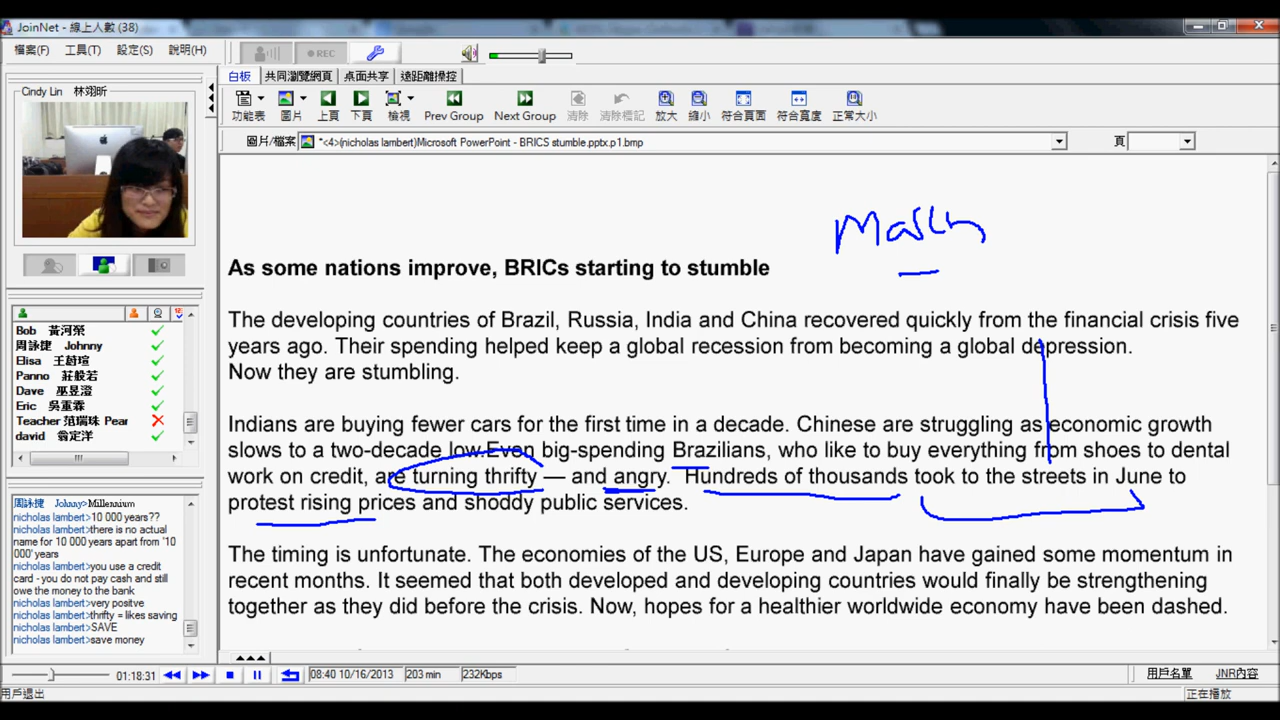 JoinNet - 線上人數 (38)
檔案(F) 工具(T) 設定(S) 說明(H)
REC
Cindy Lin 林翊昕
白板 共同瀏覽網頁 桌面共享 遠距離操控
功能表 圖片 上頁 下頁 檢視 Prev Group Next Group 清除 清除標記 放大 縮小 符合頁面 符合寬度 正常大小
圖片/檔案 *<4>(nicholas lambert)Microsoft PowerPoint - BRICS stumble.pptx.p1.bmp 頁
March
As some nations improve, BRICs starting to stumble
The developing countries of Brazil, Russia, India and China recovered quickly from the financial crisis five
years ago. Their spending helped keep a global recession from becoming a global depression.
Now they are stumbling.
Indians are buying fewer cars for the first time in a decade. Chinese are struggling as economic growth
slows to a two-decade low.Even big-spending Brazilians, who like to buy everything from shoes to dental
work on credit, are turning thrifty — and angry. Hundreds of thousands took to the streets in June to
protest rising prices and shoddy public services.
The timing is unfortunate. The economies of the US, Europe and Japan have gained some momentum in
recent months. It seemed that both developed and developing countries would finally be strengthening
together as they did before the crisis. Now, hopes for a healthier worldwide economy have been dashed.
Bob 黃河榮
周詠捷 Johnny
Elisa 王蔚瑄
Panno 莊般若
Dave 巫昱澄
Eric 吳重霖
Teacher 范瑞珠 Pear
david 翁定洋
周詠捷 Johnny>Millennium
nicholas lambert>10 000 years??
nicholas lambert>there is no actual
name for 10 000 years apart from '10
000' years
nicholas lambert>you use a credit
card - you do not pay cash and still
owe the money to the bank
nicholas lambert>very positve
nicholas lambert>thrifty = likes saving
nicholas lambert>SAVE
nicholas lambert>save money
01:18:31 08:40 10/16/2013 203 min 232Kbps 用戶名單 JNR內容
用戶退出 正在播放